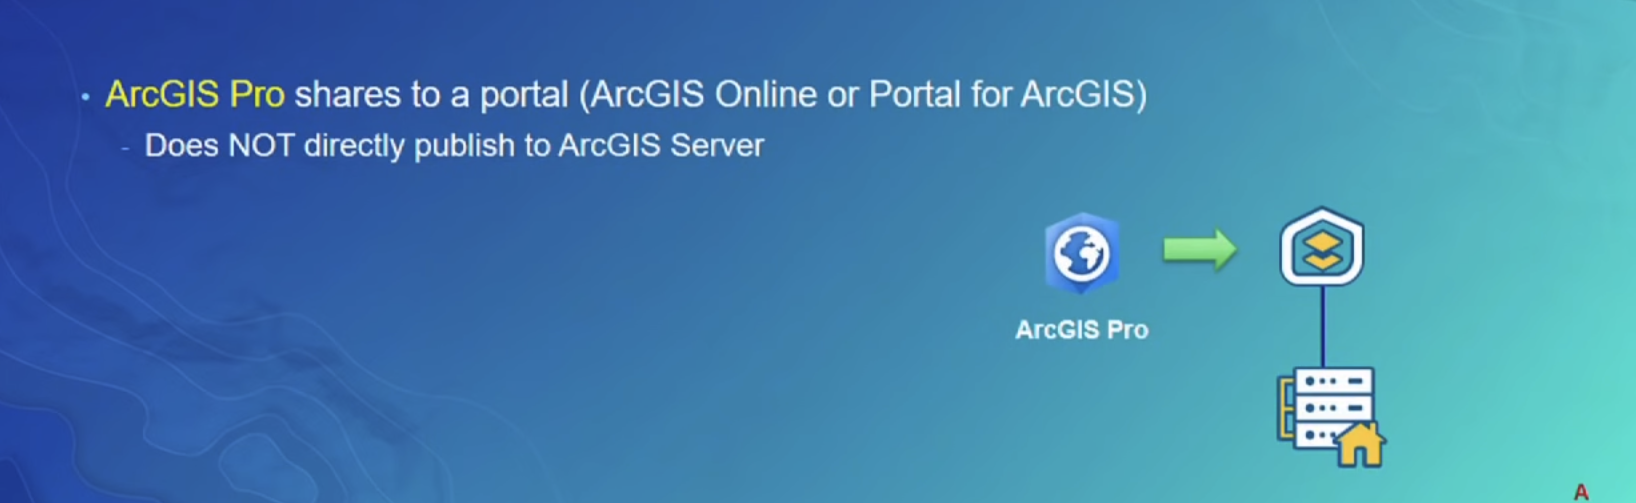 • ArcGIS Pro shares to a portal (ArcGIS Online or Portal for ArcGIS)
- Does NOT directly publish to ArcGIS Server
ArcGIS Pro
A